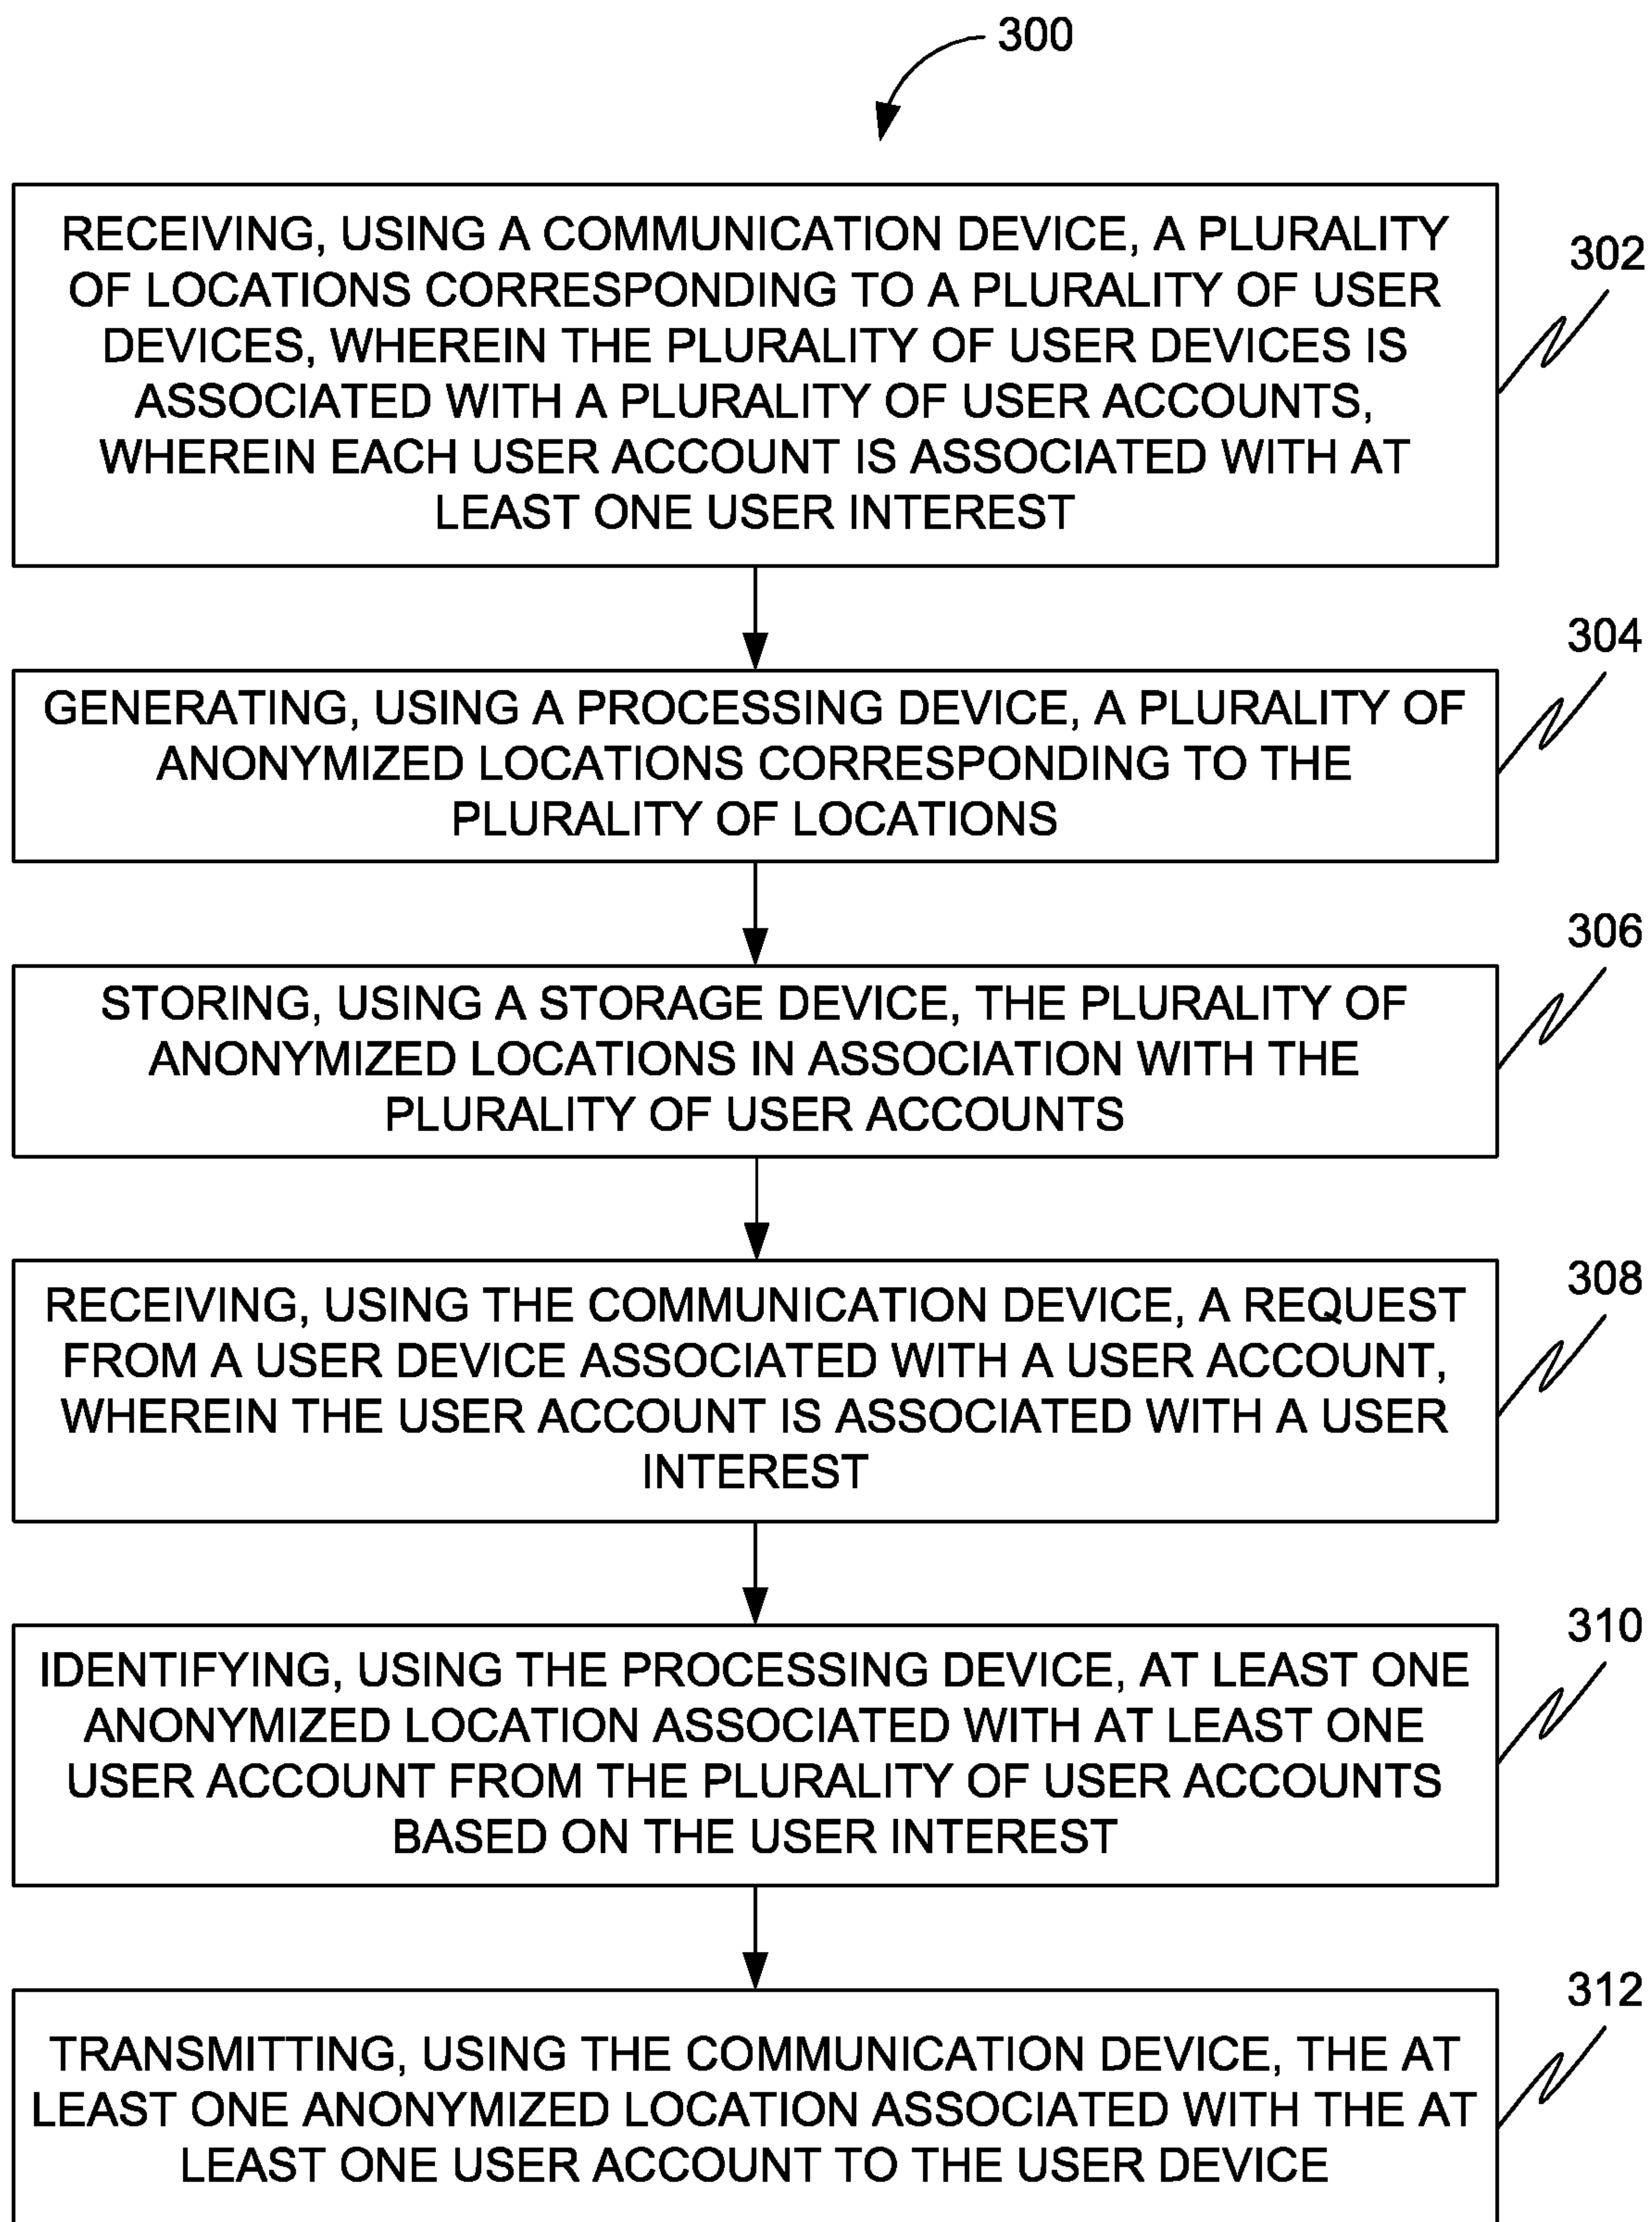 300
RECEIVING, USING A COMMUNICATION DEVICE, A PLURALITY
OF LOCATIONS CORRESPONDING TO A PLURALITY OF USER
DEVICES, WHEREIN THE PLURALITY OF USER DEVICES IS
ASSOCIATED WITH A PLURALITY OF USER ACCOUNTS,
WHEREIN EACH USER ACCOUNT IS ASSOCIATED WITH AT
LEAST ONE USER INTEREST
302
GENERATING, USING A PROCESSING DEVICE, A PLURALITY OF
ANONYMIZED LOCATIONS CORRESPONDING TO THE
PLURALITY OF LOCATIONS
304
STORING, USING A STORAGE DEVICE, THE PLURALITY OF
ANONYMIZED LOCATIONS IN ASSOCIATION WITH THE
PLURALITY OF USER ACCOUNTS
306
RECEIVING, USING THE COMMUNICATION DEVICE, A REQUEST
FROM A USER DEVICE ASSOCIATED WITH A USER ACCOUNT,
WHEREIN THE USER ACCOUNT IS ASSOCIATED WITH A USER
INTEREST
308
IDENTIFYING, USING THE PROCESSING DEVICE, AT LEAST ONE
ANONYMIZED LOCATION ASSOCIATED WITH AT LEAST ONE
USER ACCOUNT FROM THE PLURALITY OF USER ACCOUNTS
BASED ON THE USER INTEREST
310
TRANSMITTING, USING THE COMMUNICATION DEVICE, THE AT
LEAST ONE ANONYMIZED LOCATION ASSOCIATED WITH THE AT
LEAST ONE USER ACCOUNT TO THE USER DEVICE
312